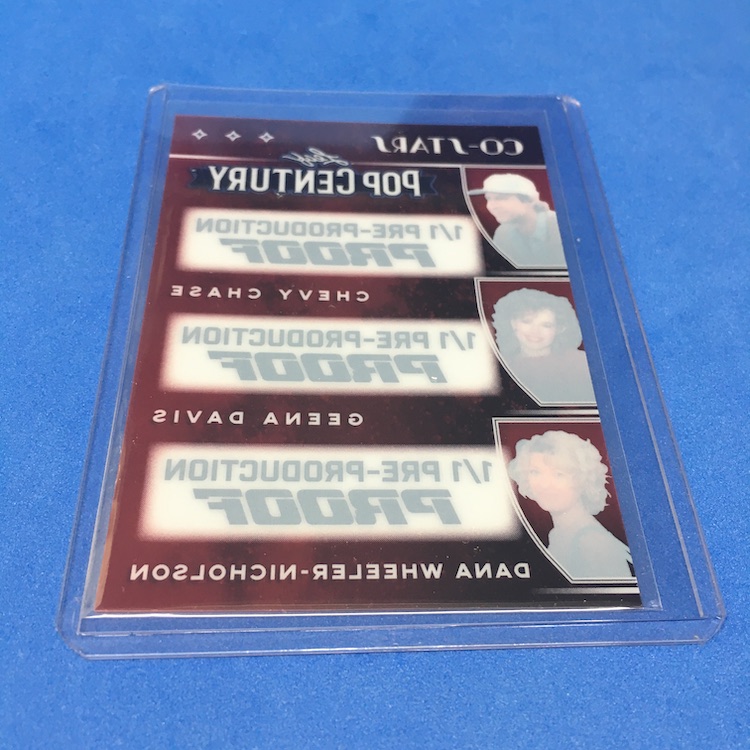 CO-STARS
Leaf
POP CENTURY
1/1 PRE-PRODUCTION
PROOF
CHEVY CHASE
1/1 PRE-PRODUCTION
PROOF
GEENA DAVIS
1/1 PRE-PRODUCTION
PROOF
DANA WHEELER-NICHOLSON